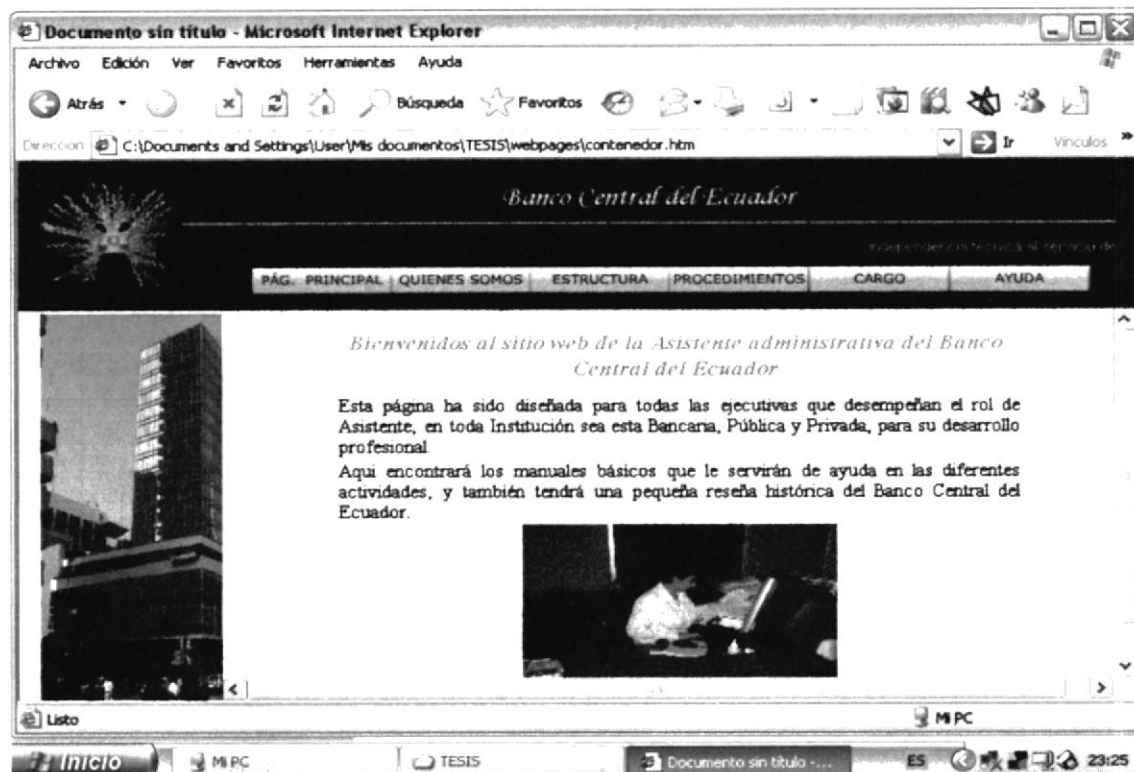 Documento sin título - Microsoft Internet Explorer
Archivo Edición Ver Favoritos Herramientas Ayuda
Atrás Búsqueda Favoritos
Dirección C:\Documents and Settings\User\Mis documentos\TESIS\webpages\contenedor.htm Ir Vínculos »
Banco Central del Ecuador
Independencia técnica al servicio de
PÁG. PRINCIPAL QUIENES SOMOS ESTRUCTURA PROCEDIMIENTOS CARGO AYUDA
Bienvenidos al sitio web de la Asistente administrativa del Banco
Central del Ecuador
Esta página ha sido diseñada para todas las ejecutivas que desempeñan el rol de
Asistente, en toda Institución sea esta Bancaria, Pública y Privada, para su desarrollo
profesional.
Aqui encontrará los manuales básicos que le servirán de ayuda en las diferentes
actividades, y también tendrá una pequeña reseña histórica del Banco Central del
Ecuador.
Listo Mi PC
Inicio Mi PC TESIS Documento sin título -... ES 23:25